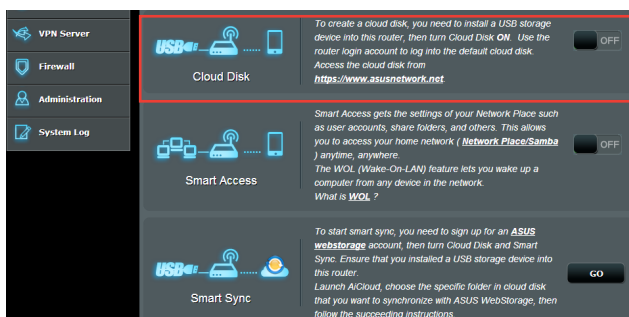 VPN Server
Firewall
Administration
System Log
USB
Cloud Disk
To create a cloud disk, you need to install a USB storage
device into this router, then turn Cloud Disk ON. Use the
router login account to log into the default cloud disk.
Access the cloud disk from
https://www.asusnetwork.net.
OFF
Smart Access
Smart Access gets the settings of your Network Place such
as user accounts, share folders, and others. This allows
you to access your home network ( Network Place/Samba
) anytime, anywhere.
The WOL (Wake-On-LAN) feature lets you wake up a
computer from any device in the network.
What is WOL ?
OFF
USB
Smart Sync
To start smart sync, you need to sign up for an ASUS
webstorage account, then turn Cloud Disk and Smart
Sync. Ensure that you installed a USB storage device into
this router.
Launch AiCloud, choose the specific folder in cloud disk
that you want to synchronize with ASUS WebStorage, then
follow the succeeding instructions.
GO